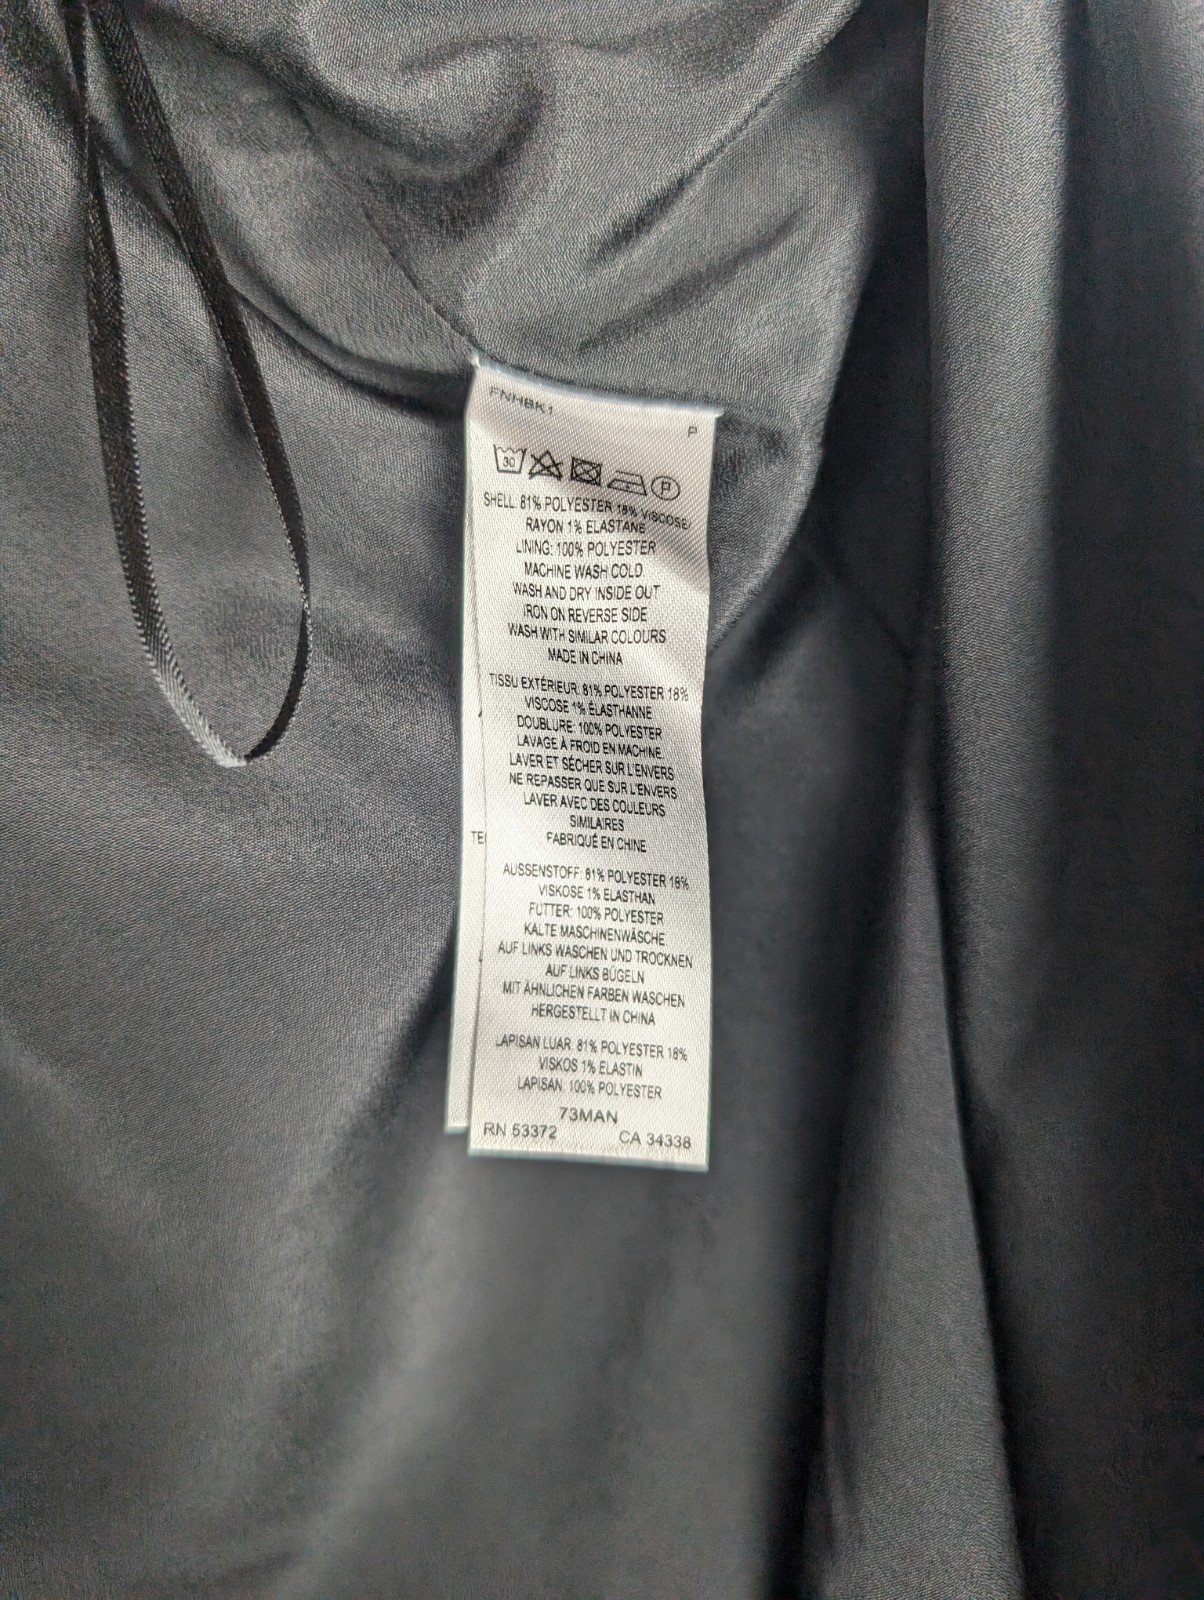 FNHBK1
P
30
P
SHELL: 81% POLYESTER 18% VISCOSE/
RAYON 1% ELASTANE
LINING: 100% POLYESTER
MACHINE WASH COLD
WASH AND DRY INSIDE OUT
IRON ON REVERSE SIDE
WASH WITH SIMILAR COLOURS
MADE IN CHINA
TISSU EXTÉRIEUR: 81% POLYESTER 18%
VISCOSE 1% ÉLASTHANNE
DOUBLURE: 100% POLYESTER
LAVAGE À FROID EN MACHINE
LAVER ET SÉCHER SUR L'ENVERS
NE REPASSER QUE SUR L'ENVERS
LAVER AVEC DES COULEURS
SIMILAIRES
FABRIQUÉ EN CHINE
AUSSENSTOFF: 81% POLYESTER 18%
VISKOSE 1% ELASTHAN
FUTTER: 100% POLYESTER
KALTE MASCHINENWÄSCHE
AUF LINKS WASCHEN UND TROCKNEN
AUF LINKS BÜGELN
MIT ÄHNLICHEN FARBEN WASCHEN
HERGESTELLT IN CHINA
LAPISAN LUAR: 81% POLYESTER 18%
VISKOS 1% ELASTIN
LAPISAN: 100% POLYESTER
73MAN
RN 53372 CA 34338